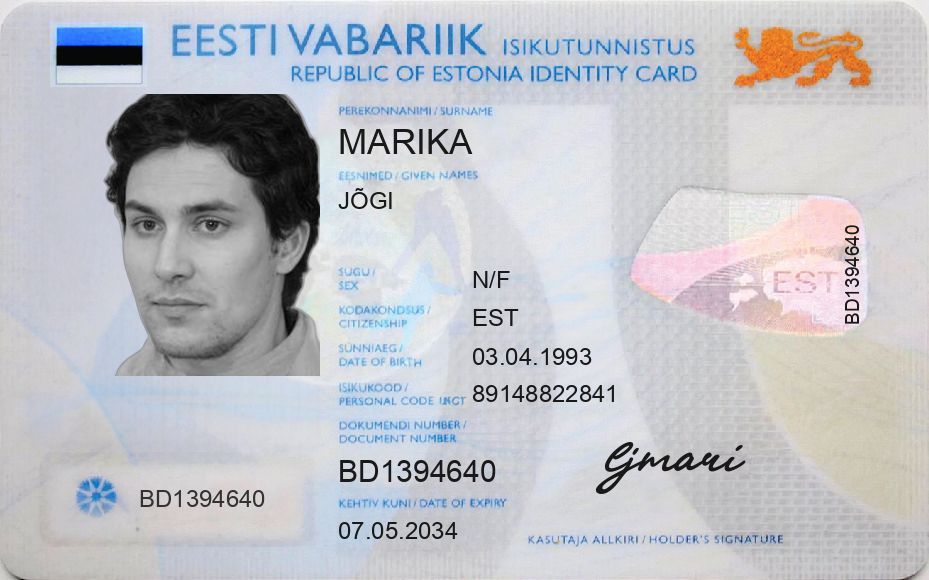 EESTI VABARIIK ISIKUTUNNISTUS
REPUBLIC OF ESTONIA IDENTITY CARD
PEREKONNANIMI / SURNAME
MARIKA
EESNIMED / GIVEN NAMES
JÕGI
SUGU /
SEX
N/F
KODAKONDSUS /
CITIZENSHIP
EST
SÜNNIAEG /
DATE OF BIRTH
03.04.1993
ISIKUKOOD /
PERSONAL CODE
89148822841
DOKUMENDI NUMBER /
DOCUMENT NUMBER
BD1394640
KEHTIV KUNI / DATE OF EXPIRY
07.05.2034
BD1394640
EST
BD1394640
Gjmari
KASUTAJA ALLKIRI / HOLDER'S SIGNATURE